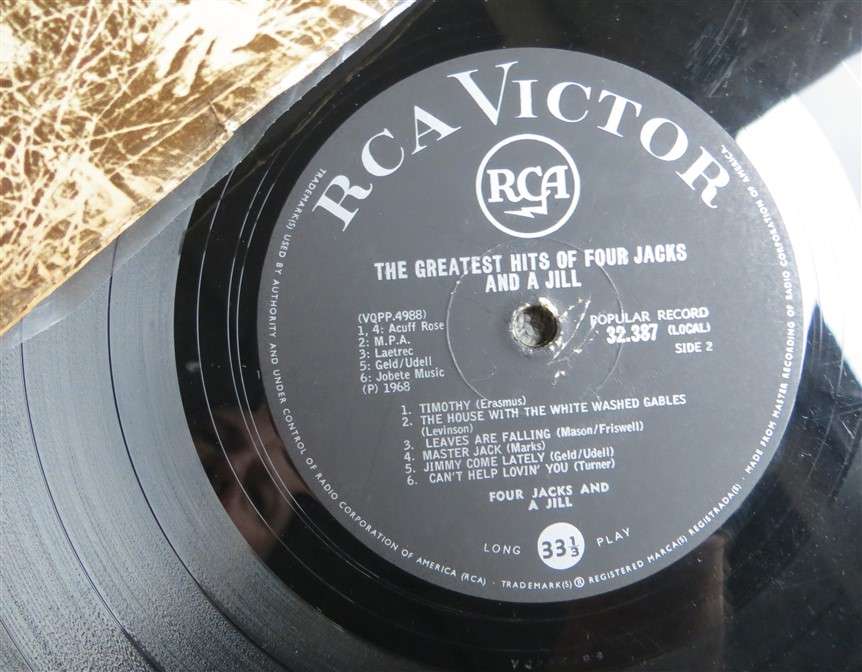 RCA VICTOR
RCA
THE GREATEST HITS OF FOUR JACKS
AND A JILL
(VQPP.4988)
1, 4: Acuff Rose
2: M.P.A.
3: Laetrec
5: Geld/Udell
6: Jobete Music
(P) 1968
POPULAR RECORD
32.387 (LOCAL)
SIDE 2
1. TIMOTHY (Erasmus)
2. THE HOUSE WITH THE WHITE WASHED GABLES
(Levinson)
3. LEAVES ARE FALLING (Mason/Friswell)
4. MASTER JACK (Marks)
5. JIMMY COME LATELY (Geld/Udell)
6. CAN'T HELP LOVIN' YOU (Turner)
FOUR JACKS AND
A JILL
LONG 33 1/3 PLAY
TRADEMARK(S) USED BY AUTHORITY AND UNDER CONTROL OF RADIO CORPORATION OF AMERICA (RCA) · TRADEMARK(S) ® REGISTERED MARCA(S) REGISTRADA(S) · MADE FROM MASTER RECORDING OF RADIO CORPORATION OF AMERICA.